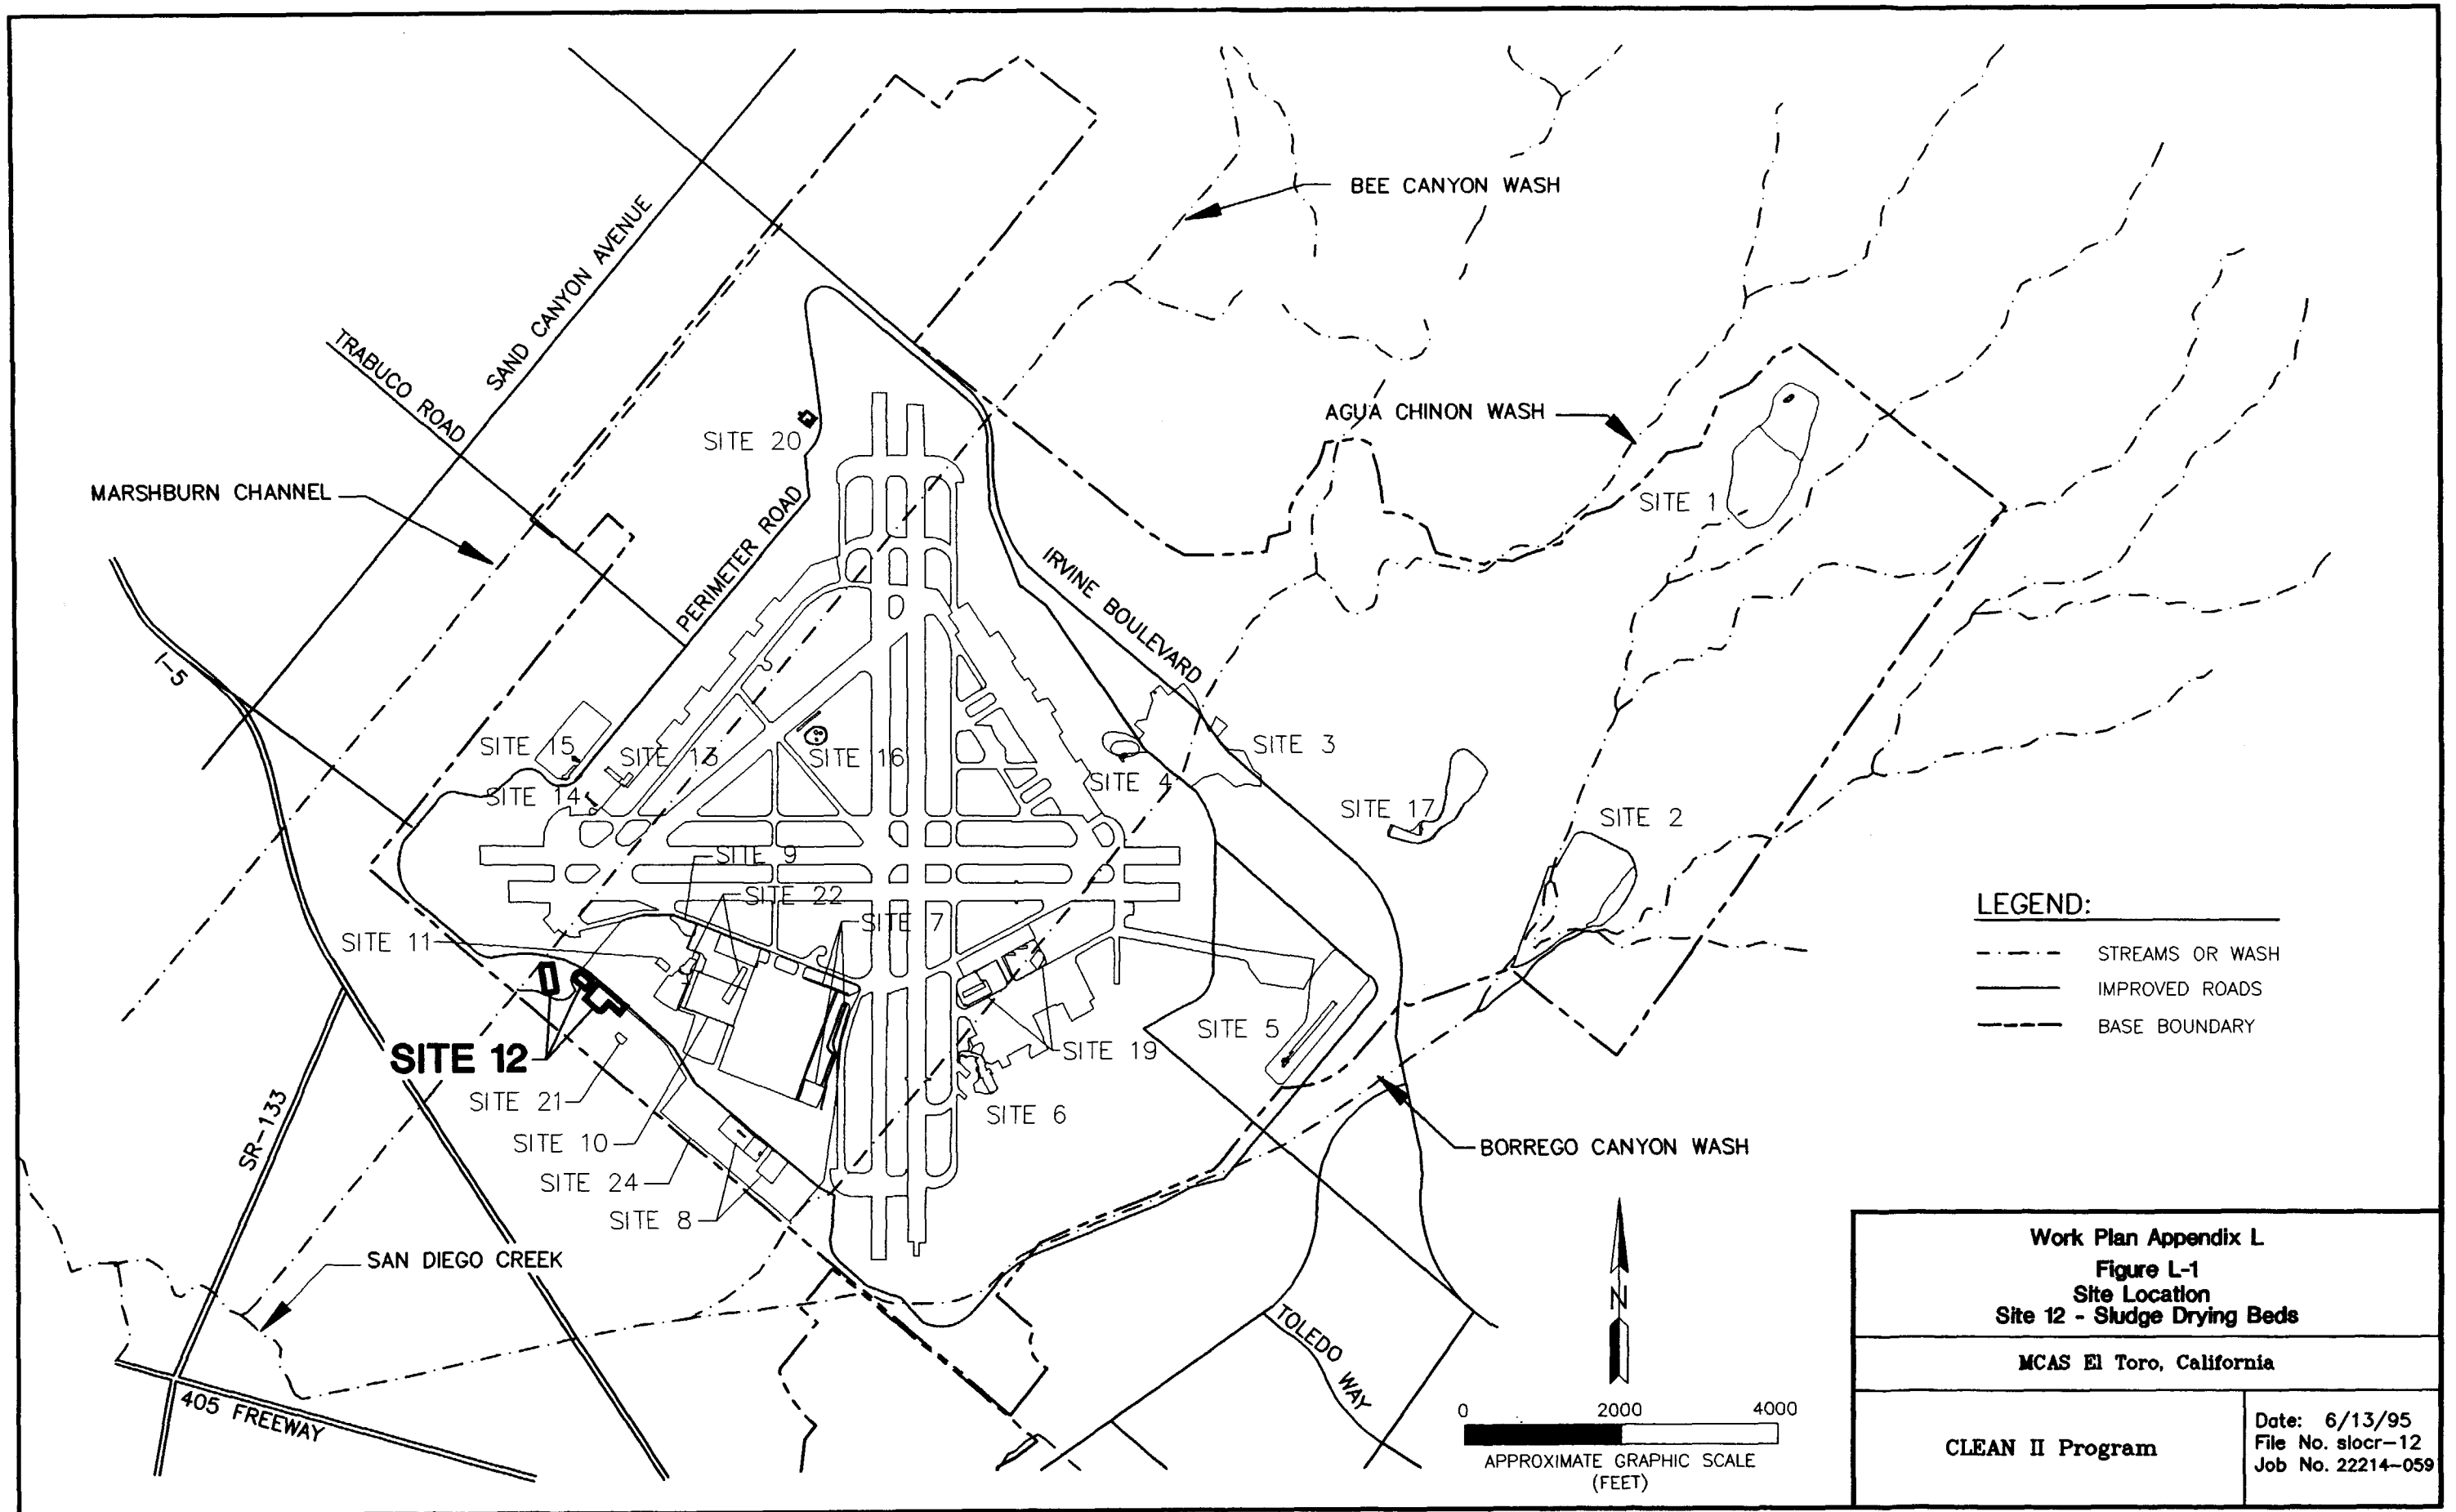 BEE CANYON WASH
SAND CANYON AVENUE
TRABUCO ROAD
AGUA CHINON WASH
SITE 20
MARSHBURN CHANNEL
SITE 1
PERIMETER ROAD
IRVINE BOULEVARD
I-5
SITE 15
SITE 13
SITE 16
SITE 3
SITE 4
SITE 14
SITE 17
SITE 2
SITE 9
SITE 22
SITE 7
SITE 11
LEGEND:
STREAMS OR WASH
IMPROVED ROADS
BASE BOUNDARY
SITE 5
SITE 12
SITE 19
SITE 21
SITE 6
SR-133
SITE 10
BORREGO CANYON WASH
SITE 24
SITE 8
SAN DIEGO CREEK
N
TOLEDO WAY
405 FREEWAY
0 2000 4000
APPROXIMATE GRAPHIC SCALE
(FEET)
Work Plan Appendix L
Figure L-1
Site Location
Site 12 - Sludge Drying Beds
MCAS El Toro, California
CLEAN II Program
Date: 6/13/95
File No. slocr-12
Job No. 22214-059